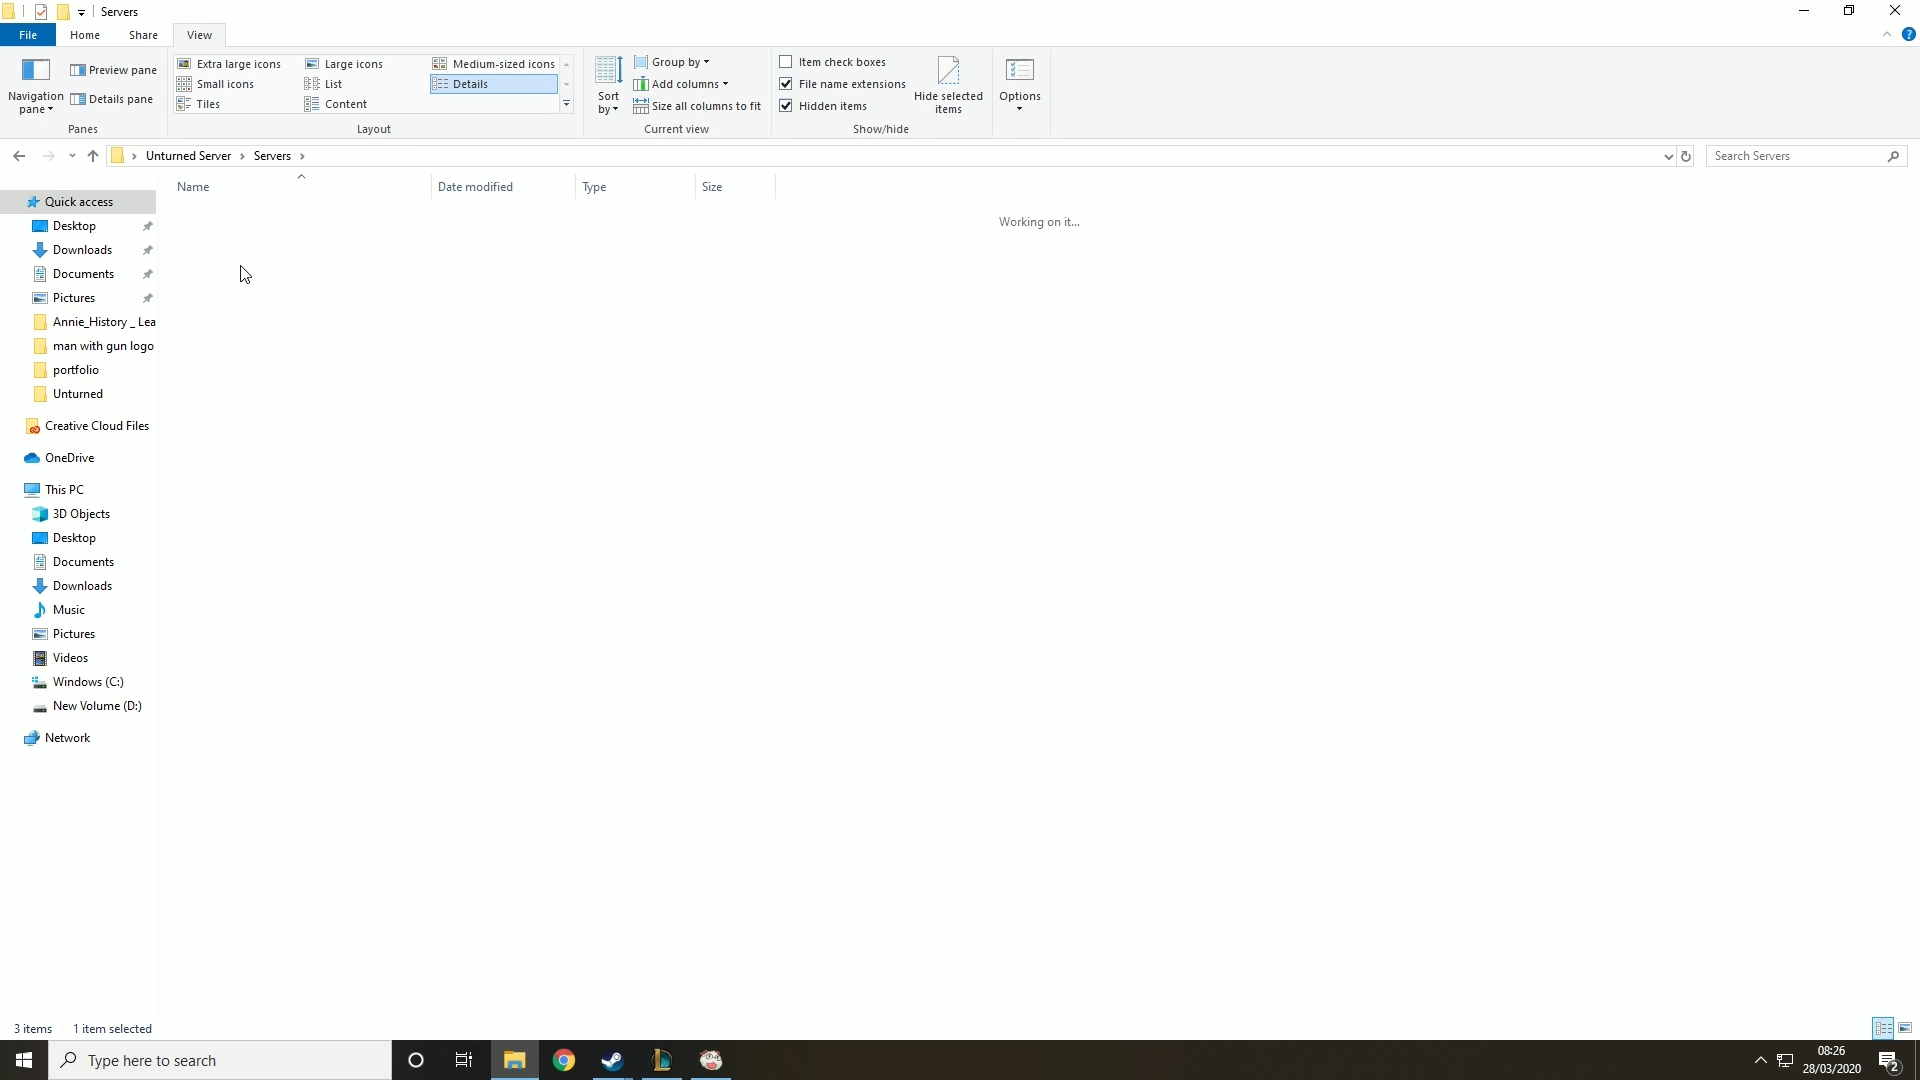 Servers
File Home Share View
Navigation pane
Preview pane
Details pane
Panes
Extra large icons Large icons Medium-sized icons
Small icons List Details
Tiles Content
Layout
Sort by
Group by
Add columns
Size all columns to fit
Current view
Item check boxes
File name extensions
Hidden items
Hide selected items
Show/hide
Options
Unturned Server Servers
Search Servers
Name Date modified Type Size
Working on it...
Quick access
Desktop
Downloads
Documents
Pictures
Annie_History _ Lea
man with gun logo
portfolio
Unturned
Creative Cloud Files
OneDrive
This PC
3D Objects
Desktop
Documents
Downloads
Music
Pictures
Videos
Windows (C:)
New Volume (D:)
Network
3 items 1 item selected
Type here to search
08:26
28/03/2020
2